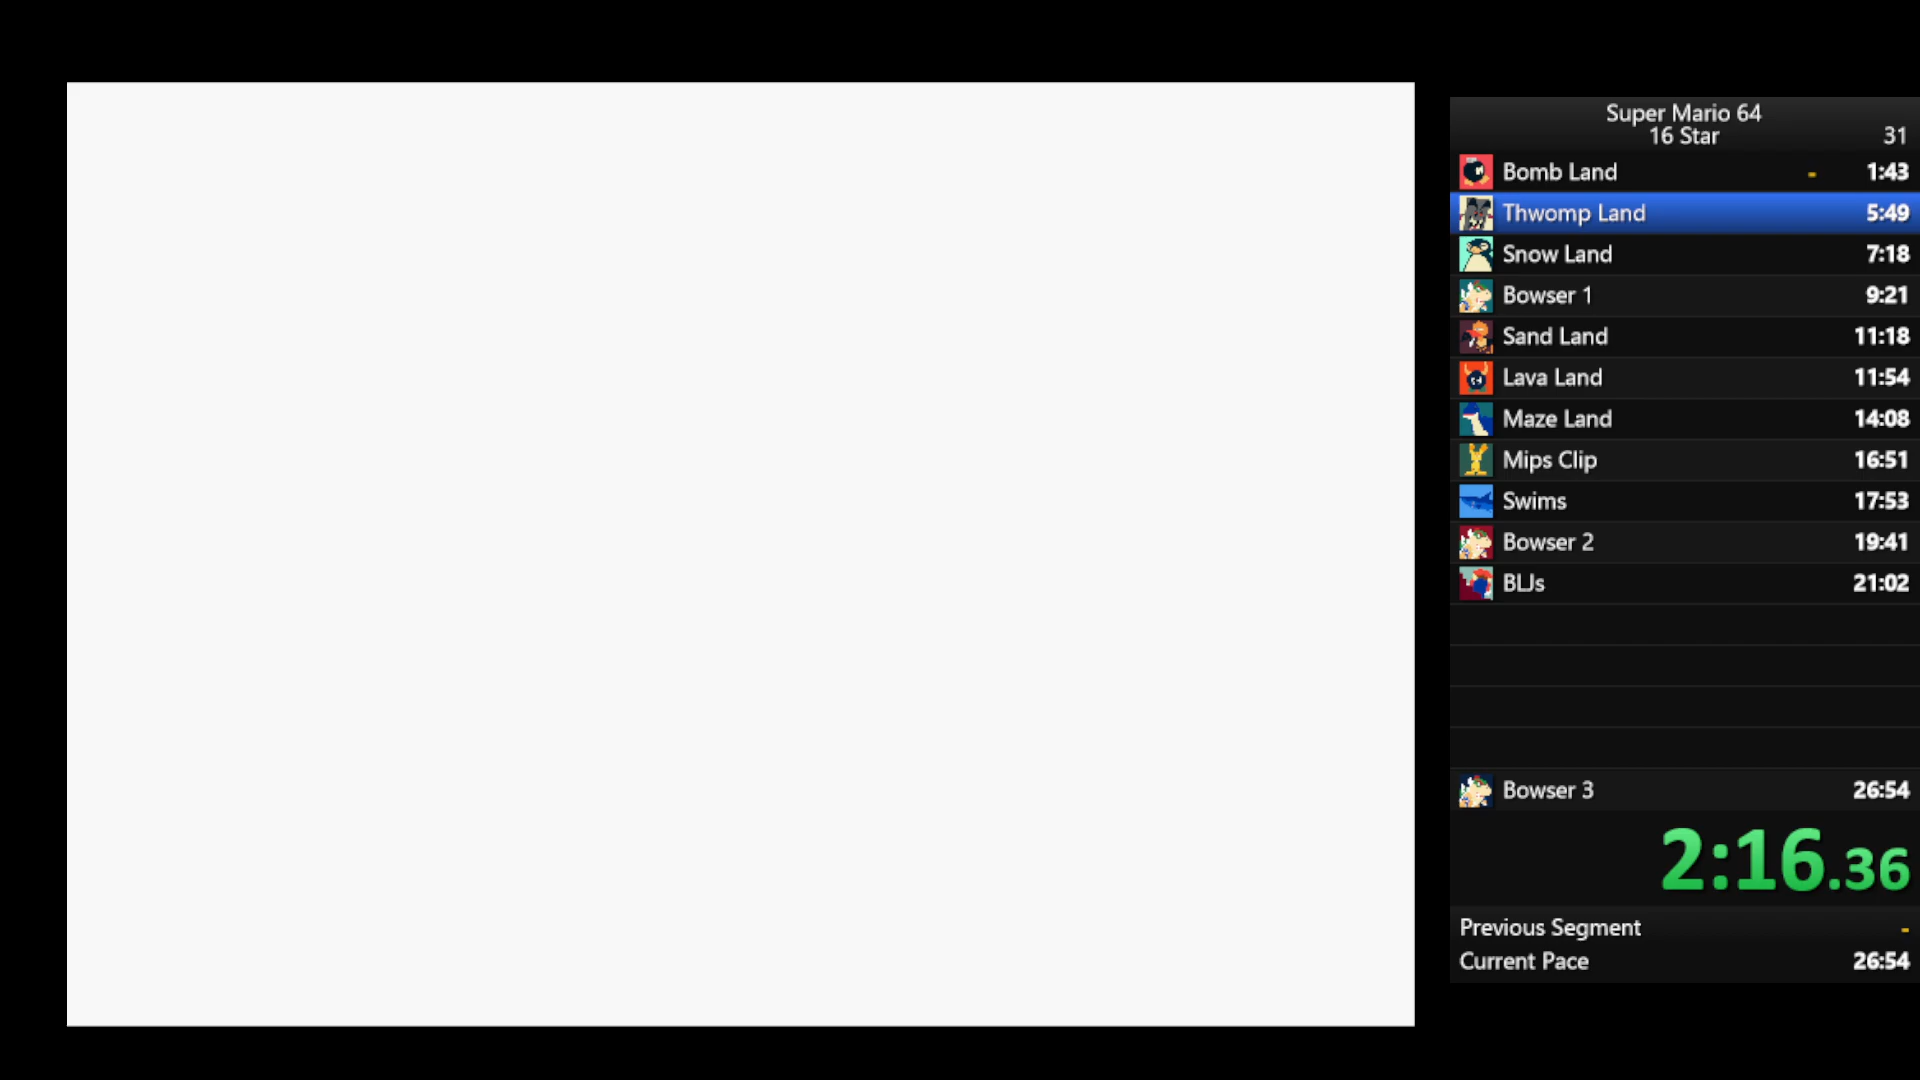 Super Mario 64
16 Star 31
Bomb Land - 1:43
Thwomp Land 5:49
Snow Land 7:18
Bowser 1 9:21
Sand Land 11:18
Lava Land 11:54
Maze Land 14:08
Mips Clip 16:51
Swims 17:53
Bowser 2 19:41
BLJs 21:02
Bowser 3 26:54
2:16.36
Previous Segment -
Current Pace 26:54